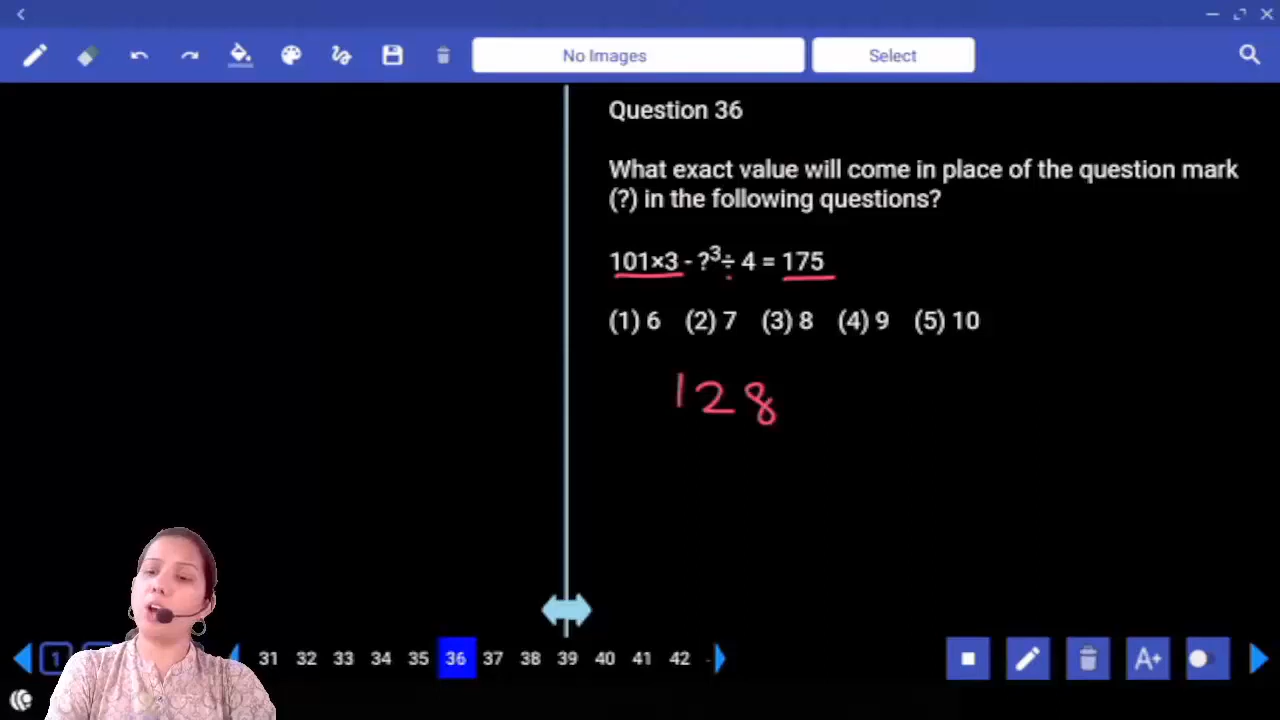 No Images
Select
Question 36
What exact value will come in place of the question mark
(?) in the following questions?
101×3 - ?³÷ 4 = 175
(1) 6 (2) 7 (3) 8 (4) 9 (5) 10
128
1 31 32 33 34 35 36 37 38 39 40 41 42
A+